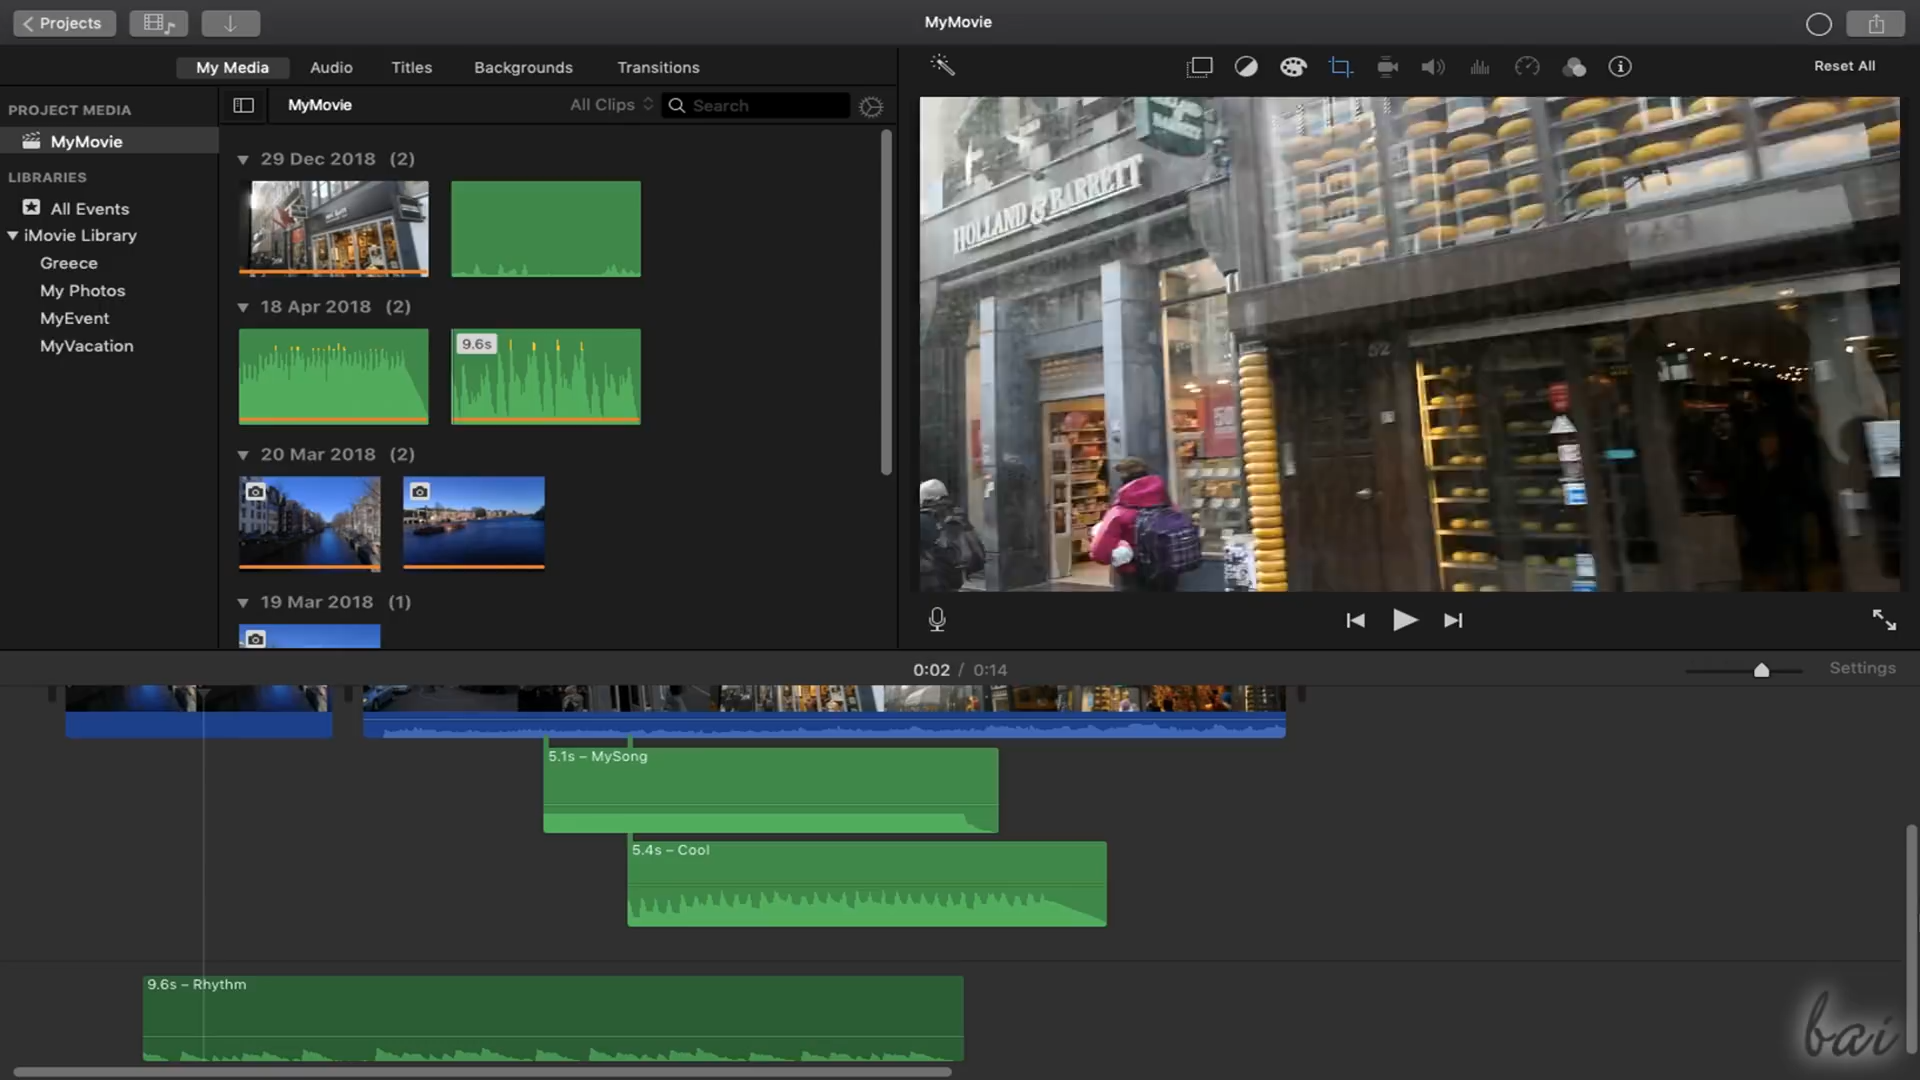 Projects
MyMovie
My Media
Audio
Titles
Backgrounds
Transitions
Reset All
PROJECT MEDIA
MyMovie
All Clips
Search
MyMovie
LIBRARIES
All Events
iMovie Library
Greece
My Photos
MyEvent
MyVacation
29 Dec 2018 (2)
18 Apr 2018 (2)
9.6s
20 Mar 2018 (2)
19 Mar 2018 (1)
HOLLAND & BARRETT
52
50
0:02 / 0:14
Settings
5.1s – MySong
5.4s – Cool
9.6s – Rhythm
bai